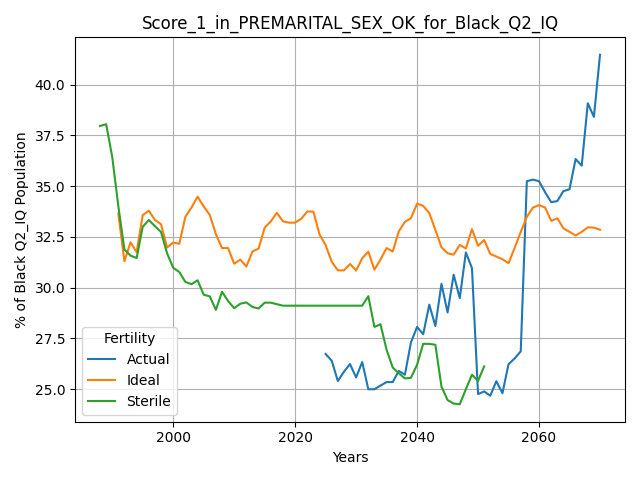 Score_1_in_PREMARITAL_SEX_OK_for_Black_Q2_IQ
% of Black Q2_IQ Population
40.0
37.5
35.0
32.5
30.0
27.5
25.0
Fertility
Actual
Ideal
Sterile
2000
2020
2040
2060
Years